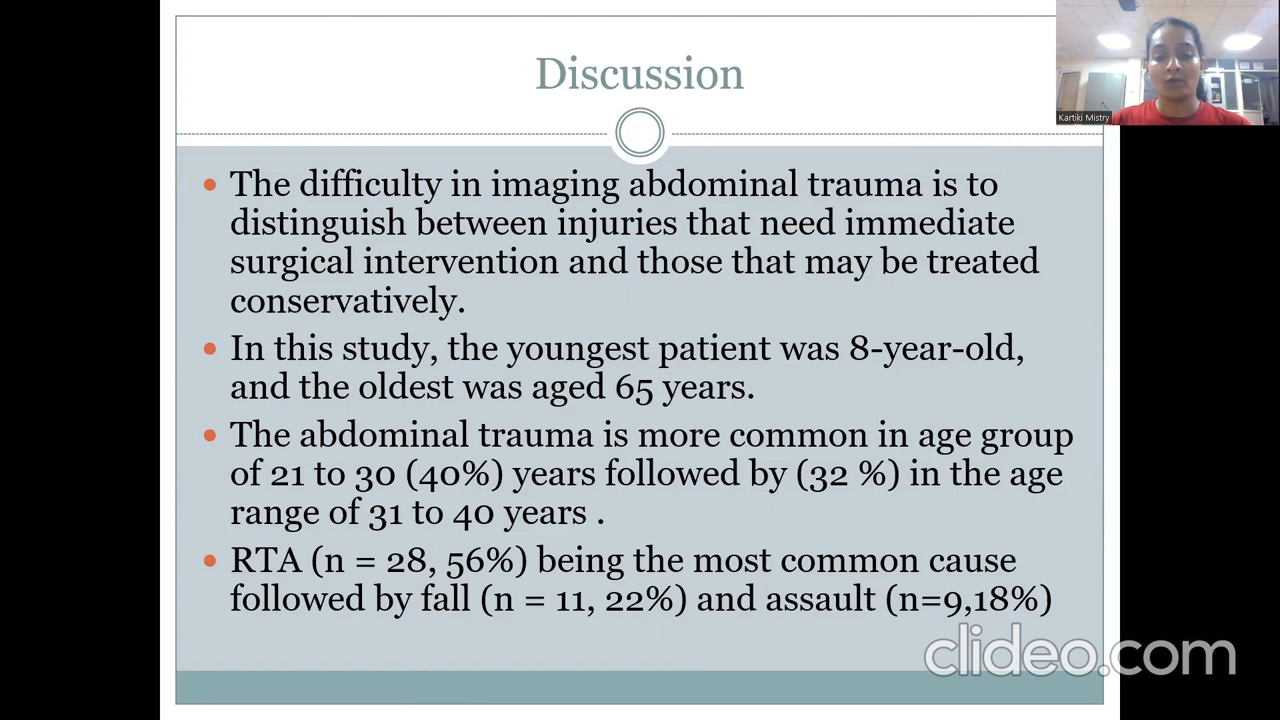 Discussion
Kartiki Mistry
• The difficulty in imaging abdominal trauma is to
distinguish between injuries that need immediate
surgical intervention and those that may be treated
conservatively.
• In this study, the youngest patient was 8-year-old,
and the oldest was aged 65 years.
• The abdominal trauma is more common in age group
of 21 to 30 (40%) years followed by (32 %) in the age
range of 31 to 40 years .
• RTA (n = 28, 56%) being the most common cause
followed by fall (n = 11, 22%) and assault (n=9,18%)
clideo.com